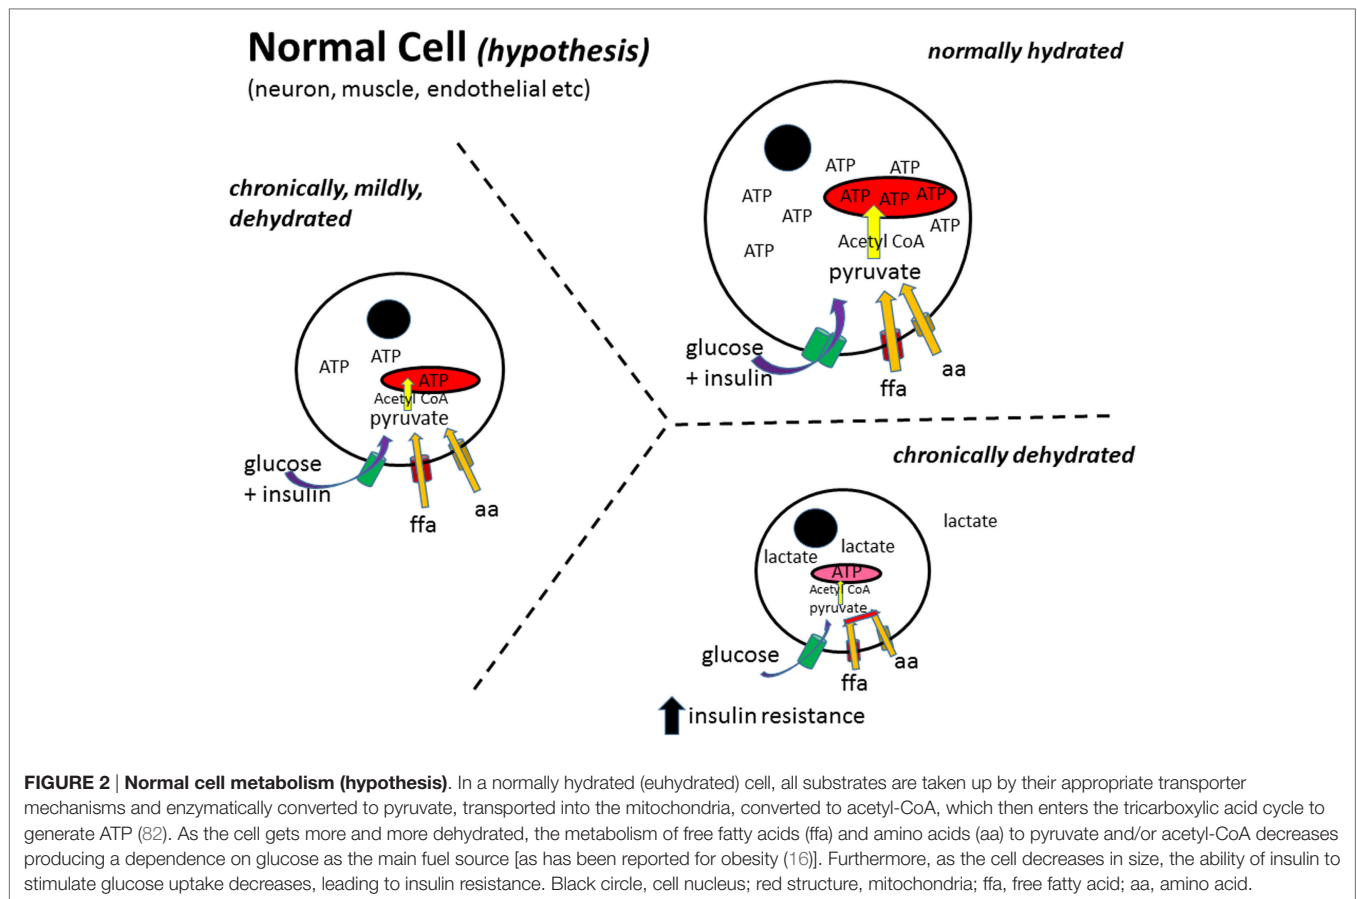 Normal Cell (hypothesis)
(neuron, muscle, endothelial etc)
normally hydrated
ATP
ATP
ATP
ATP
ATP
ATP
ATP
ATP
ATP
Acetyl CoA
pyruvate
glucose
+ insulin
ffa
aa
chronically, mildly,
dehydrated
ATP
ATP
ATP
Acetyl CoA
pyruvate
glucose
+ insulin
ffa
aa
chronically dehydrated
lactate
lactate
lactate
ATP
Acetyl CoA
pyruvate
glucose
ffa
aa
insulin resistance
FIGURE 2 | Normal cell metabolism (hypothesis). In a normally hydrated (euhydrated) cell, all substrates are taken up by their appropriate transporter
mechanisms and enzymatically converted to pyruvate, transported into the mitochondria, converted to acetyl-CoA, which then enters the tricarboxylic acid cycle to
generate ATP (82). As the cell gets more and more dehydrated, the metabolism of free fatty acids (ffa) and amino acids (aa) to pyruvate and/or acetyl-CoA decreases
producing a dependence on glucose as the main fuel source [as has been reported for obesity (16)]. Furthermore, as the cell decreases in size, the ability of insulin to
stimulate glucose uptake decreases, leading to insulin resistance. Black circle, cell nucleus; red structure, mitochondria; ffa, free fatty acid; aa, amino acid.